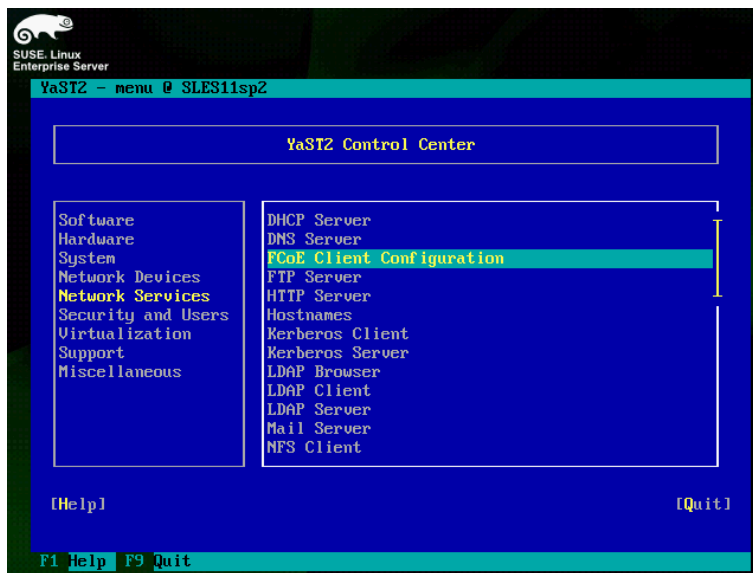 SUSE. Linux
Enterprise Server
YaST2 - menu @ SLES11sp2
YaST2 Control Center
Software
Hardware
System
Network Devices
Network Services
Security and Users
Virtualization
Support
Miscellaneous
DHCP Server
DNS Server
FCoE Client Configuration
FTP Server
HTTP Server
Hostnames
Kerberos Client
Kerberos Server
LDAP Browser
LDAP Client
LDAP Server
Mail Server
NFS Client
[Help] [Quit]
F1 Help F9 Quit